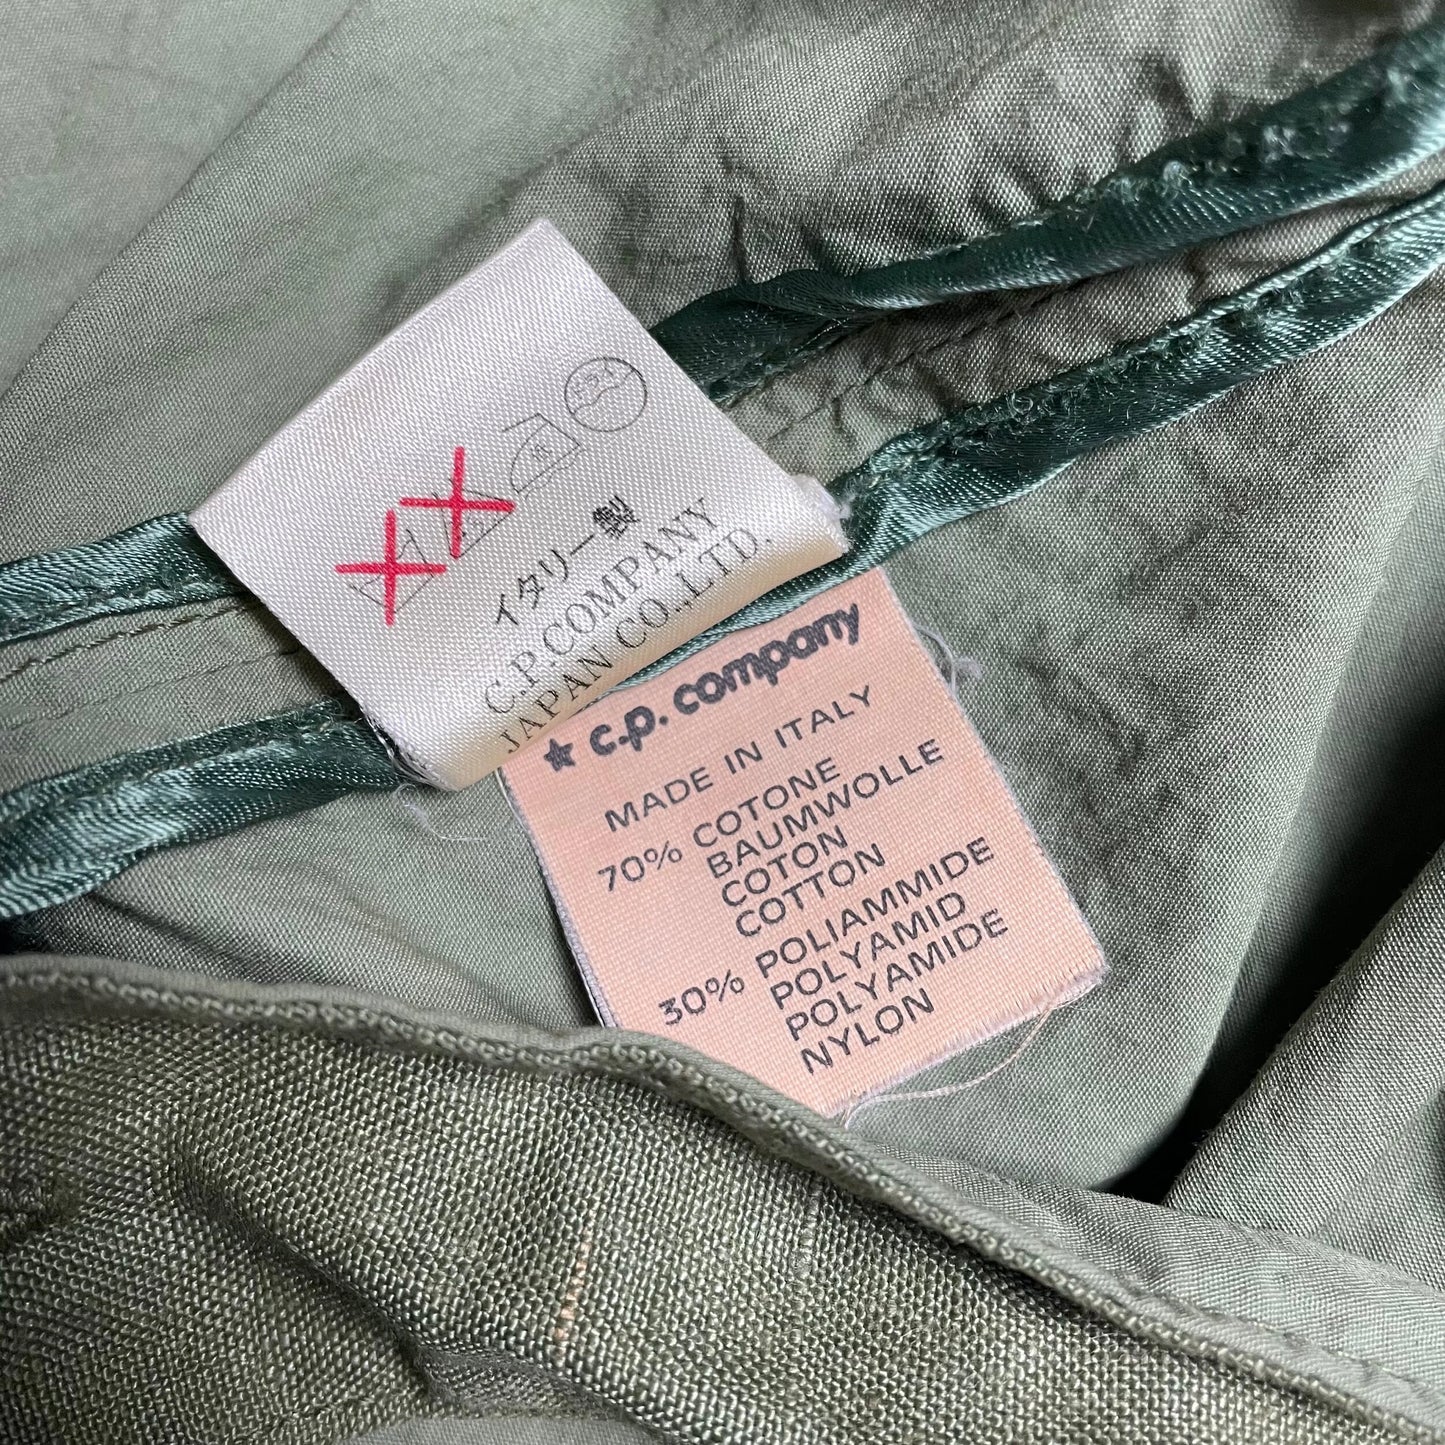 イタリー製
C.P.COMPANY
JAPAN CO.,LTD.
★ c.p. company
MADE IN ITALY
70% COTONE
BAUMWOLLE
COTON
COTTON
30% POLIAMMIDE
POLYAMID
POLYAMIDE
NYLON